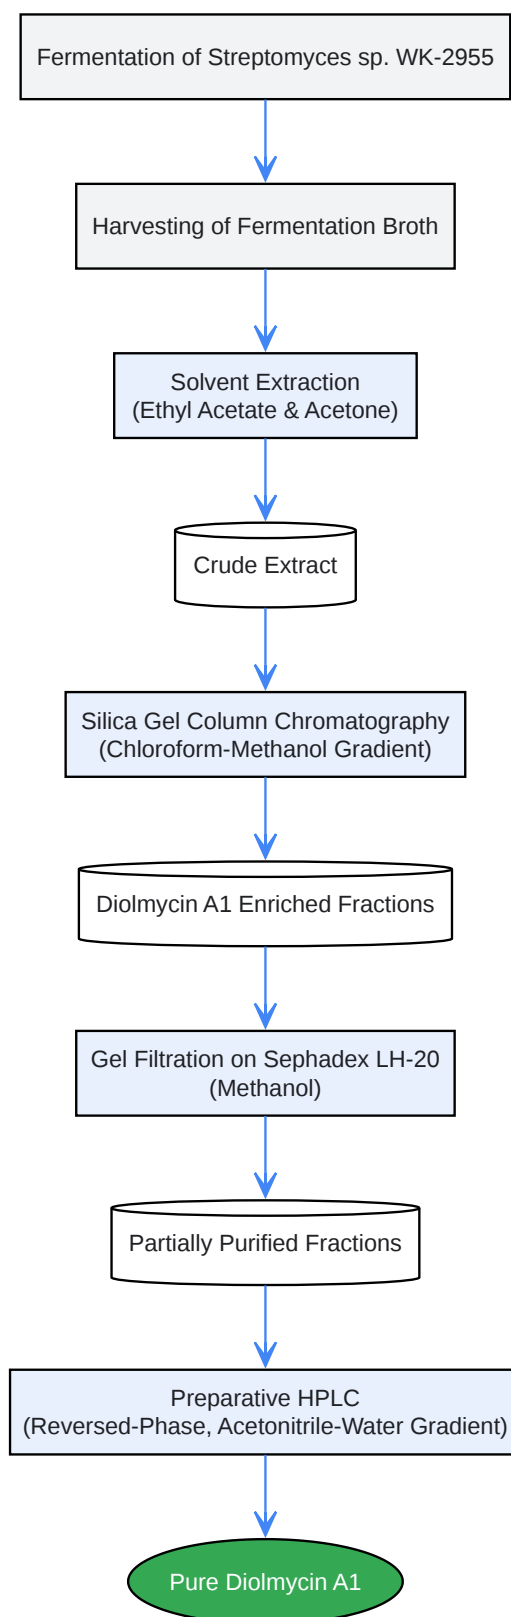 Fermentation of Streptomyces sp. WK-2955
Harvesting of Fermentation Broth
Solvent Extraction
(Ethyl Acetate & Acetone)
Crude Extract
Silica Gel Column Chromatography
(Chloroform-Methanol Gradient)
Diolmycin A1 Enriched Fractions
Gel Filtration on Sephadex LH-20
(Methanol)
Partially Purified Fractions
Preparative HPLC
(Reversed-Phase, Acetonitrile-Water Gradient)
Pure Diolmycin A1